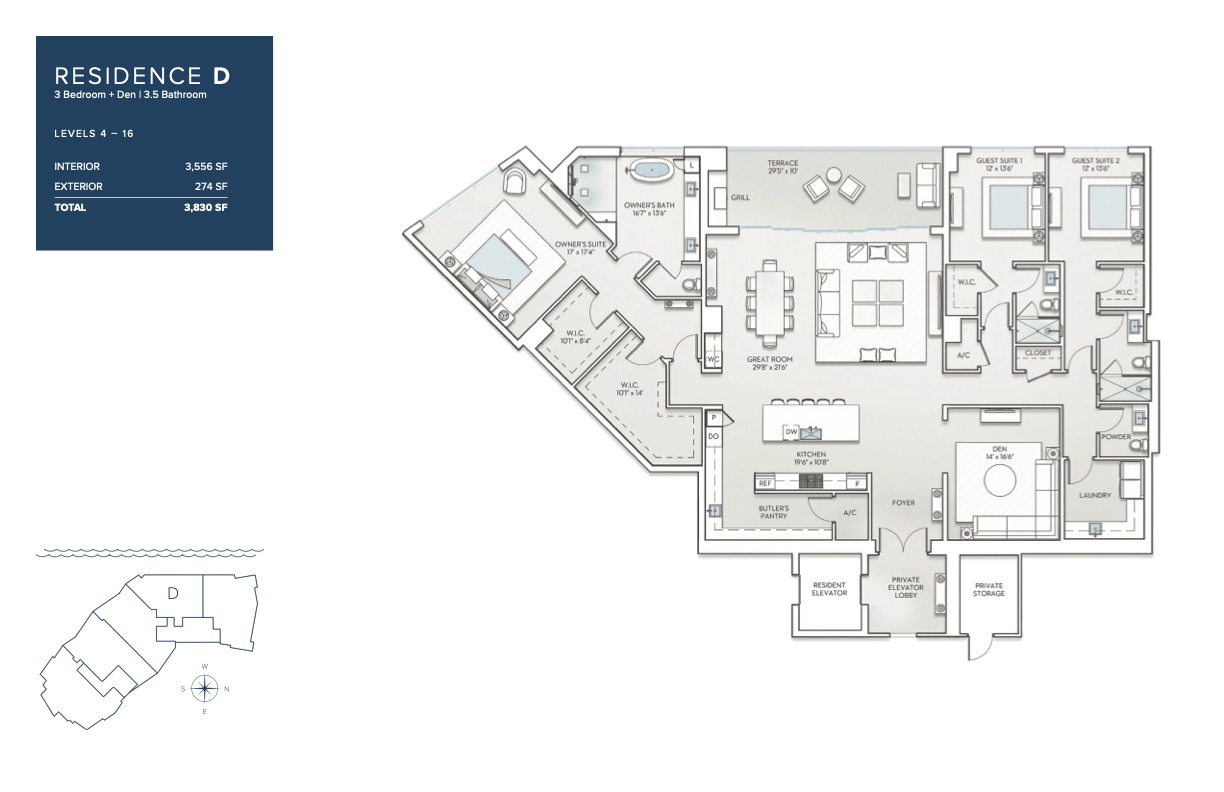 RESIDENCE D
3 Bedroom + Den | 3.5 Bathroom
LEVELS 4 – 16
INTERIOR 3,556 SF
EXTERIOR 274 SF
TOTAL 3,830 SF
TERRACE
29'5" x 10'
GRILL
GUEST SUITE 1
12' x 13'6"
GUEST SUITE 2
12' x 13'6"
L
OWNER'S BATH
16'7" x 13'6"
OWNER'S SUITE
17' x 17'4"
W.I.C.
10'1" x 8'4"
W.I.C.
10'1" x 14'
WC
GREAT ROOM
29'8" x 21'6"
W.I.C.
W.I.C.
A/C
CLOSET
P
DO
DW
KITCHEN
19'6" x 10'8"
REF
F
BUTLER'S
PANTRY
A/C
FOYER
DEN
14' x 16'6"
POWDER
LAUNDRY
RESIDENT
ELEVATOR
PRIVATE
ELEVATOR
LOBBY
PRIVATE
STORAGE
D
W
S
N
E